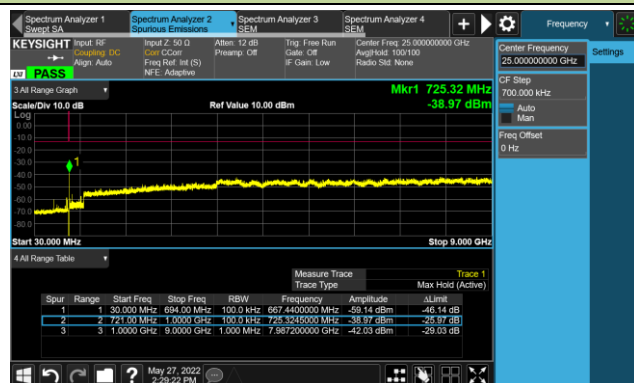 Spectrum Analyzer 1
Swept SA
Spectrum Analyzer 2
Spurious Emissions
Spectrum Analyzer 3
SEM
Spectrum Analyzer 4
SEM
Frequency
KEYSIGHT
Input: RF
Coupling: DC
Align: Auto
Input Z: 50 Ω
Corr CCorr
Freq Ref: Int (S)
NFE: Adaptive
Atten: 12 dB
Preamp: Off
Trig: Free Run
Gate: Off
IF Gain: Low
Center Freq: 25.000000000 GHz
Avg|Hold: 100/100
Radio Std: None
LXI PASS
Center Frequency
25.00000000 GHz
Settings
CF Step
700.000 kHz
Auto
Man
Freq Offset
0 Hz
3 All Range Graph
Mkr1 725.32 MHz
Scale/Div 10.0 dB
Ref Value 10.00 dBm
-38.97 dBm
Log
0.00
-10.0
-20.0
-30.0
1
-40.0
-50.0
-60.0
-70.0
-80.0
Start 30.000 MHz
Stop 9.000 GHz
4 All Range Table
Measure Trace Trace 1
Trace Type Max Hold (Active)
Spur Range Start Freq Stop Freq RBW Frequency Amplitude ΔLimit
1 1 30.000 MHz 694.00 MHz 100.0 kHz 667.4400000 MHz -59.14 dBm -46.14 dB
2 2 721.00 MHz 1.0000 GHz 100.0 kHz 725.3245000 MHz -38.97 dBm -25.97 dB
3 3 1.0000 GHz 9.0000 GHz 1.000 MHz 7.987200000 GHz -42.03 dBm -29.03 dB
?
May 27, 2022
2:29:22 PM